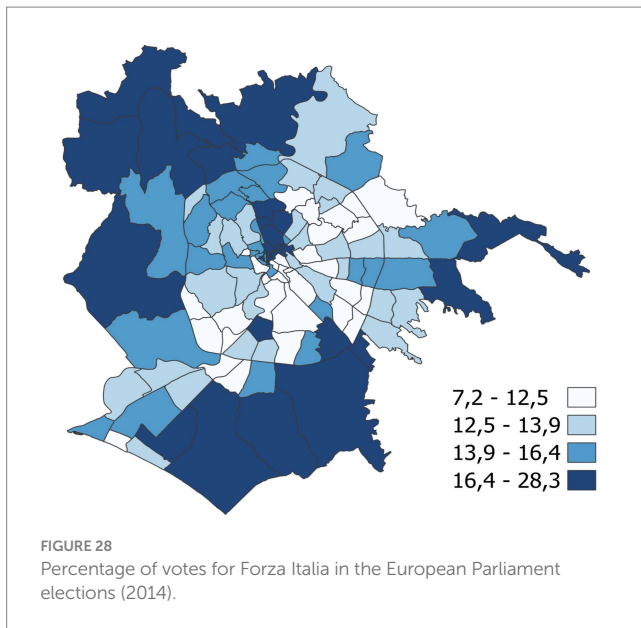 7,2 - 12,5
12,5 - 13,9
13,9 - 16,4
16,4 - 28,3
FIGURE 28
Percentage of votes for Forza Italia in the European Parliament
elections (2014).